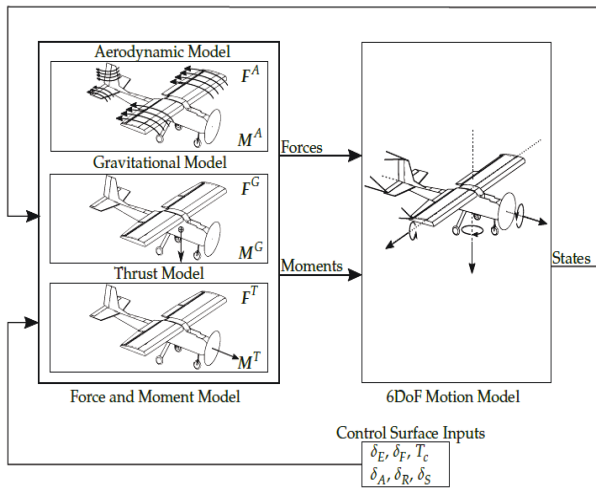 Aerodynamic Model
F^A
M^A
Gravitational Model
F^G
M^G
Thrust Model
F^T
M^T
Force and Moment Model
Forces
Moments
6DoF Motion Model
States
Control Surface Inputs
δ_E, δ_F, T_c
δ_A, δ_R, δ_S